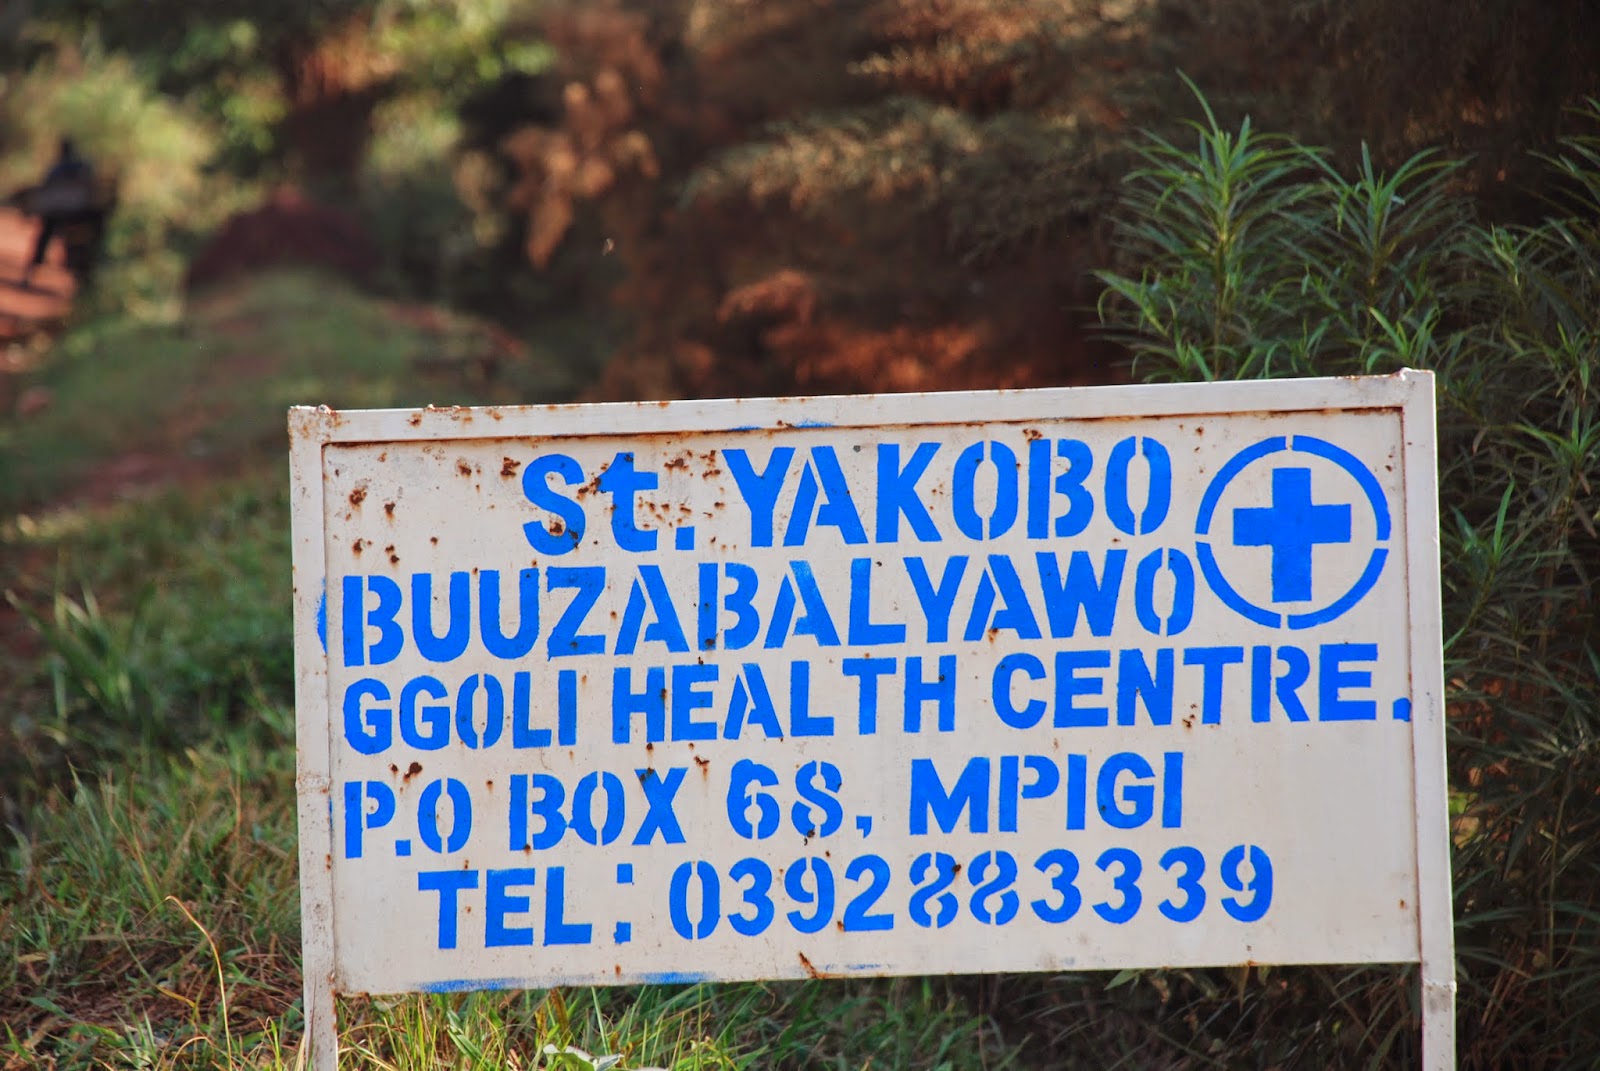 St. YAKOBO
BUUZABALYAWO
GGOLI HEALTH CENTRE.
P.O BOX 68, MPIGI
TEL: 0392883339